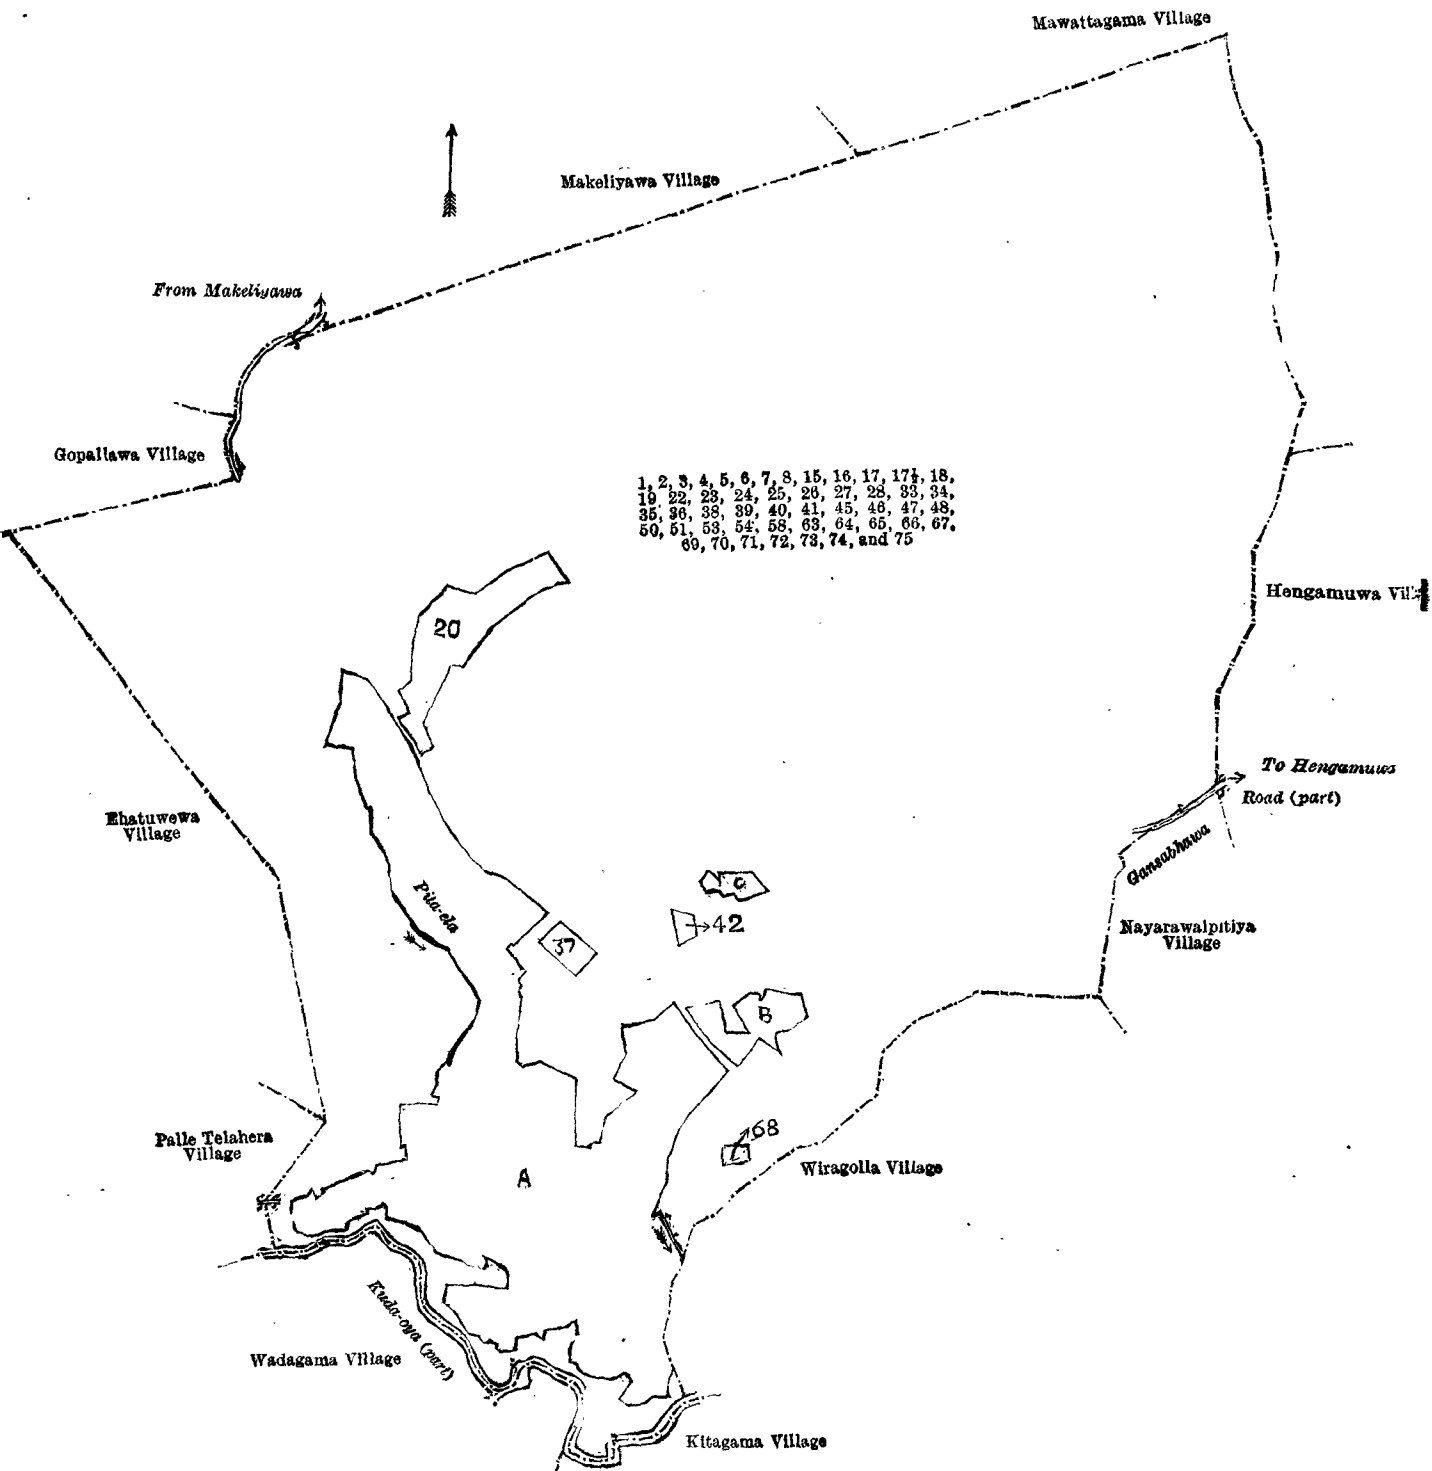 Mawattagama Village
Makeliyawa Village
From Makeliyawa
Gopallawa Village
1, 2, 3, 4, 5, 6, 7, 8, 15, 16, 17, 17½, 18,
19, 22, 23, 24, 25, 26, 27, 28, 33, 34,
35, 36, 38, 39, 40, 41, 45, 46, 47, 48,
50, 51, 53, 54, 58, 63, 64, 65, 66, 67,
69, 70, 71, 72, 73, 74, and 75
Hengamuwa
20
To Hengamuwa
Road (part)
Gansabhawa
Ehatuwewa
Village
Pita-ela
C
42
37
Nayarawalpitiya
Village
B
68
Palle Telahera
Village
Wiragolla Village
A
Kuda-oya (part)
Wadagama Village
Kitagama Village